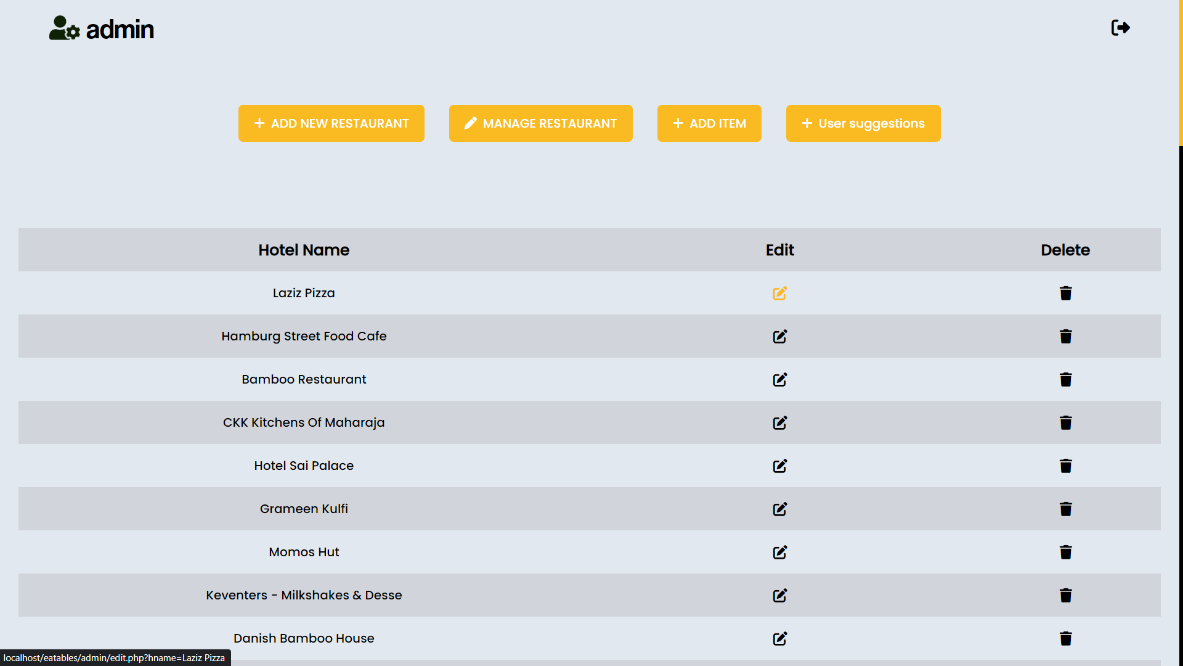 admin
ADD NEW RESTAURANT MANAGE RESTAURANT ADD ITEM User suggestions
Hotel Name Edit Delete
Laziz Pizza
Hamburg Street Food Cafe
Bamboo Restaurant
CKK Kitchens Of Maharaja
Hotel Sai Palace
Grameen Kulfi
Momos Hut
Keventers - Milkshakes & Desse
Danish Bamboo House
localhost/eatables/admin/edit.php?hname=Laziz Pizza